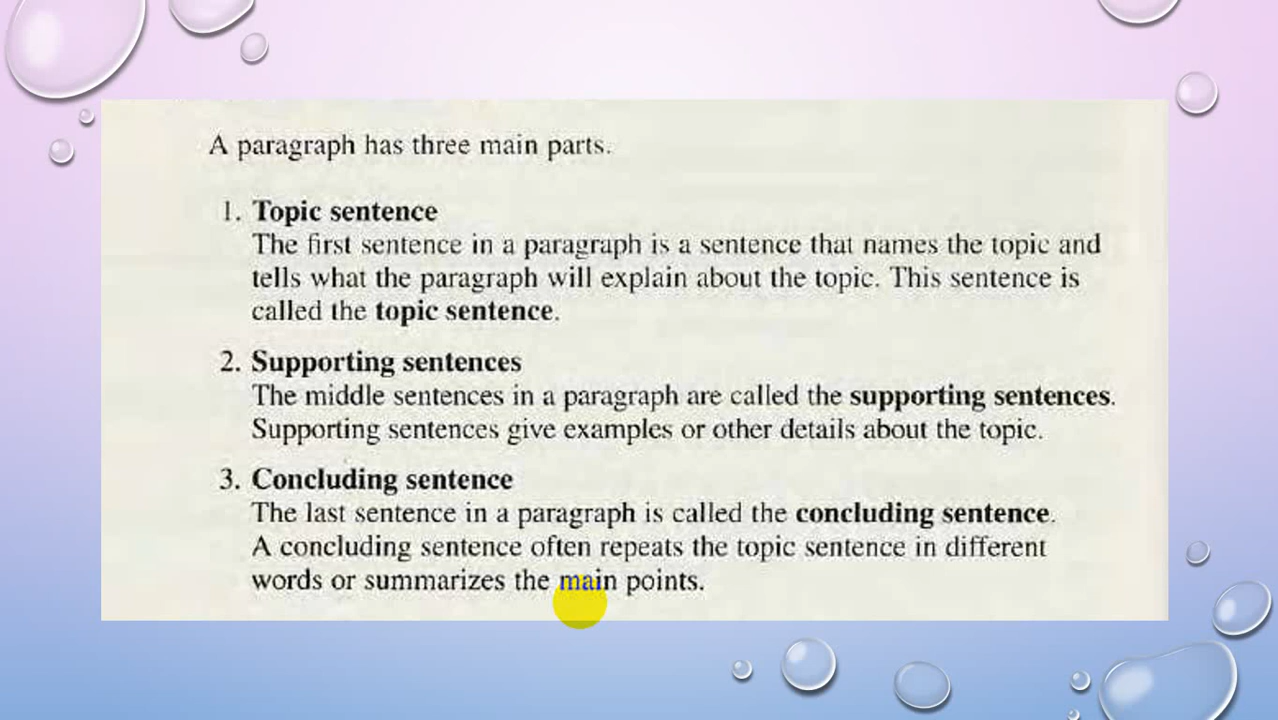 A paragraph has three main parts.
1. Topic sentence
The first sentence in a paragraph is a sentence that names the topic and
tells what the paragraph will explain about the topic. This sentence is
called the topic sentence.
2. Supporting sentences
The middle sentences in a paragraph are called the supporting sentences.
Supporting sentences give examples or other details about the topic.
3. Concluding sentence
The last sentence in a paragraph is called the concluding sentence.
A concluding sentence often repeats the topic sentence in different
words or summarizes the main points.